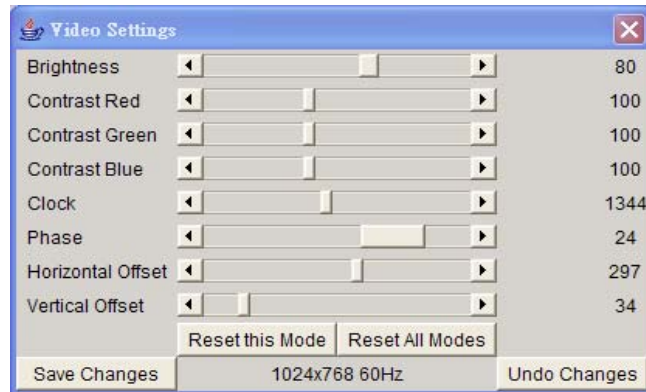 Video Settings
Brightness 80
Contrast Red 100
Contrast Green 100
Contrast Blue 100
Clock 1344
Phase 24
Horizontal Offset 297
Vertical Offset 34
Reset this Mode Reset All Modes
Save Changes 1024x768 60Hz Undo Changes